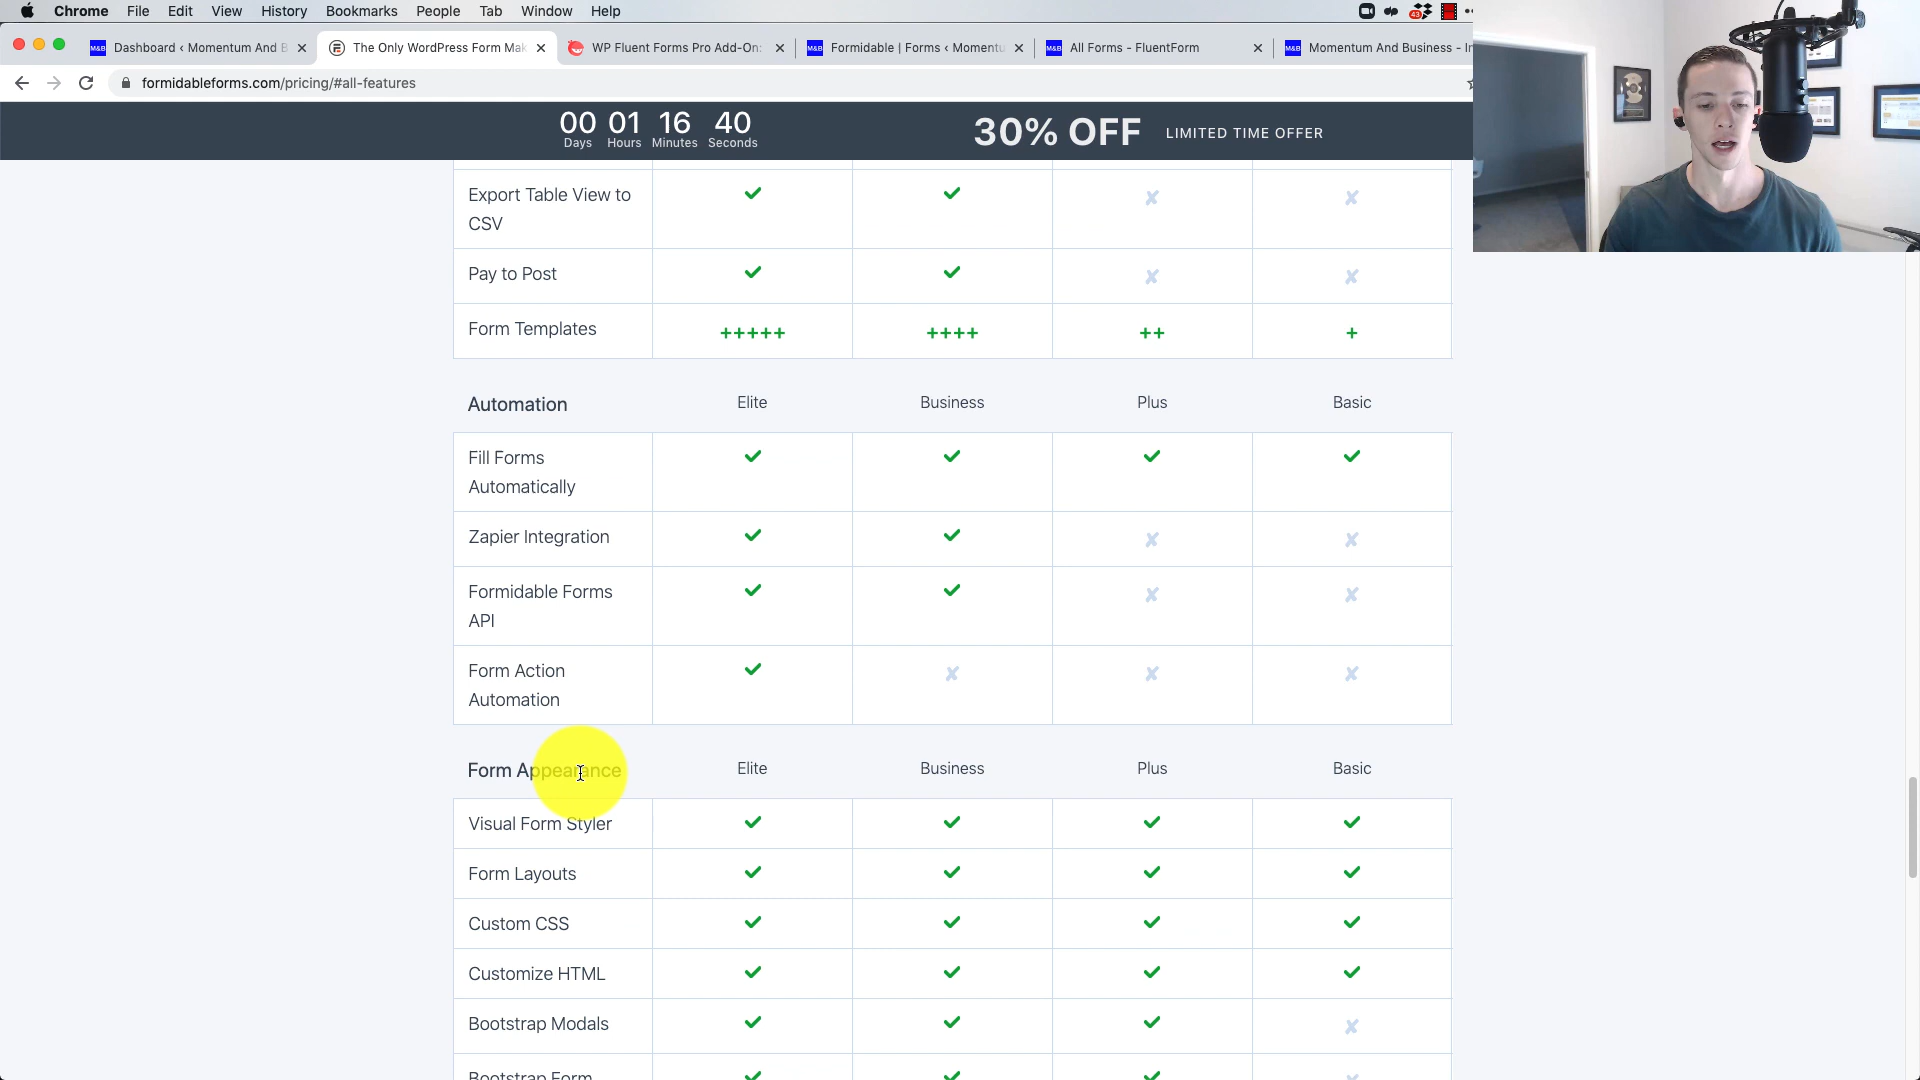 Chrome File Edit View History Bookmarks People Tab Window Help
Dashboard ‹ Momentum And B
The Only WordPress Form Mak
WP Fluent Forms Pro Add-On:
Formidable | Forms ‹ Momentu
All Forms - FluentForm
Momentum And Business - In
formidableforms.com/pricing/#all-features
00 01 16 40
Days Hours Minutes Seconds
30% OFF LIMITED TIME OFFER
Export Table View to
CSV
Pay to Post
Form Templates +++++ ++++ ++ +
Automation Elite Business Plus Basic
Fill Forms
Automatically
Zapier Integration
Formidable Forms
API
Form Action
Automation
Form Appearance Elite Business Plus Basic
Visual Form Styler
Form Layouts
Custom CSS
Customize HTML
Bootstrap Modals
Bootstrap Form